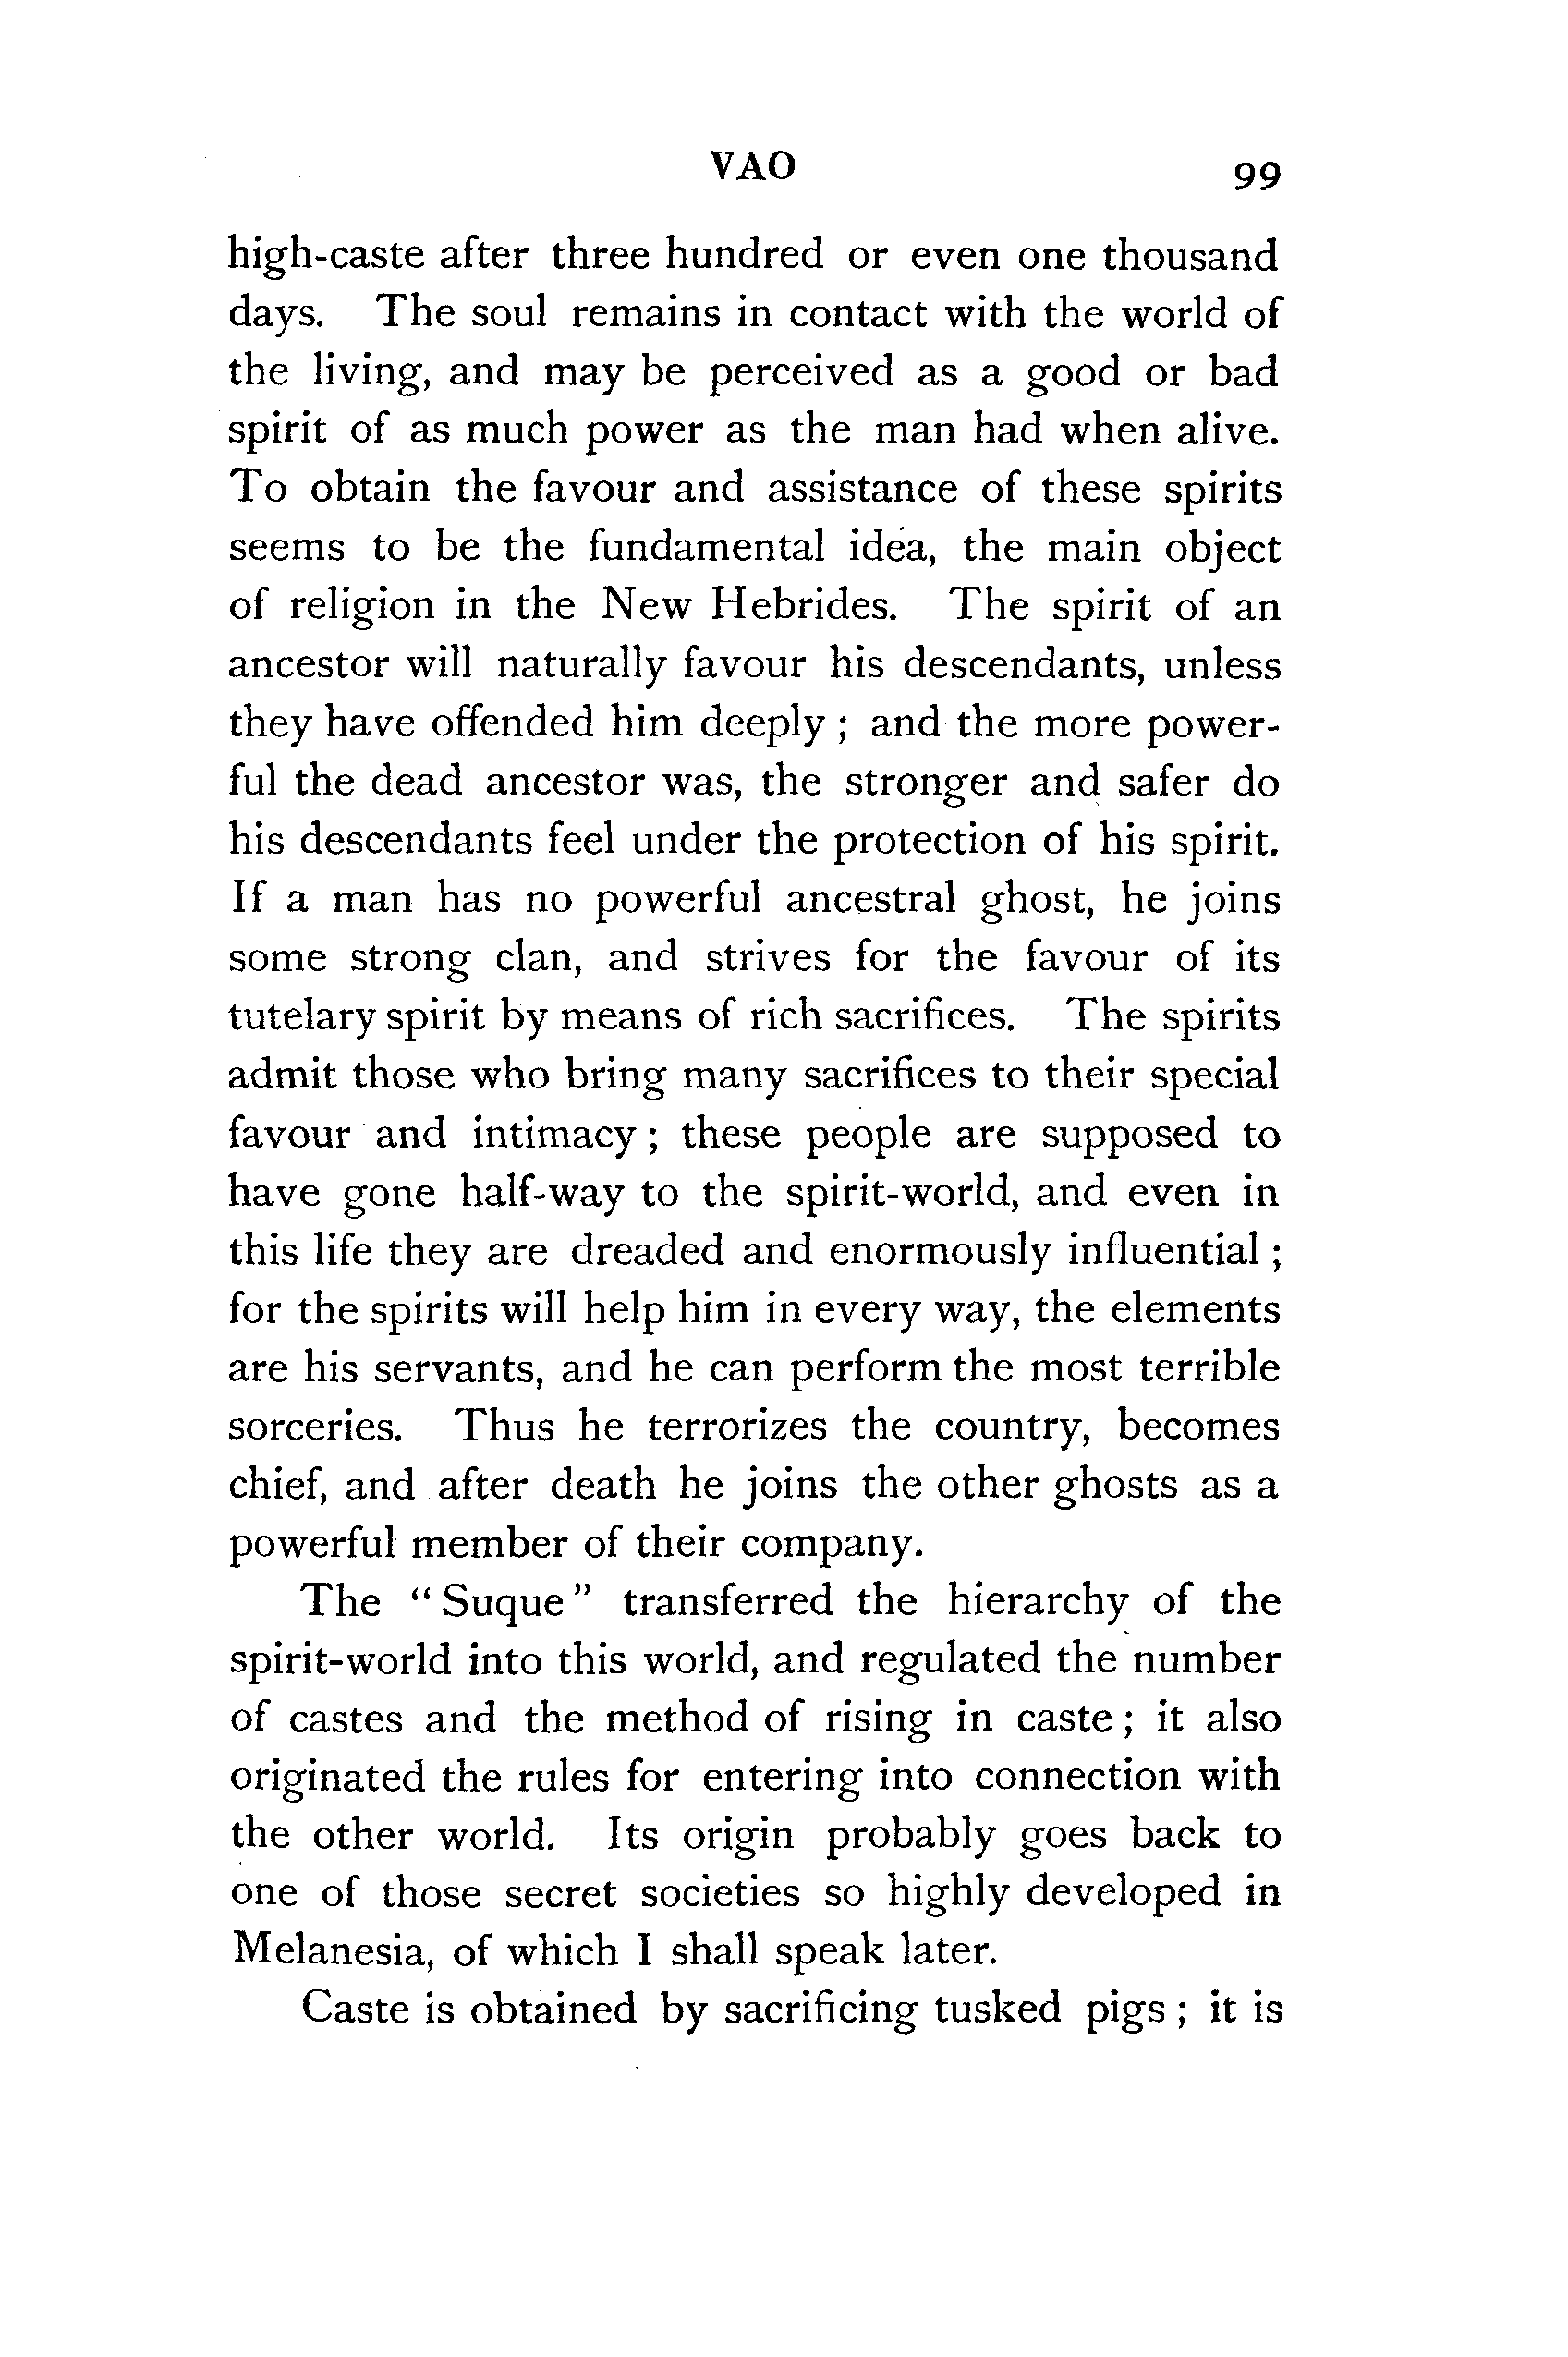 VAO 99
high-caste after three hundred or even one thousand
days. The soul remains in contact with the world of
the living, and may be perceived as a good or bad
spirit of as much power as the man had when alive.
To obtain the favour and assistance of these spirits
seems to be the fundamental idea, the main object
of religion in the New Hebrides. The spirit of an
ancestor will naturally favour his descendants, unless
they have offended him deeply ; and the more power-
ful the dead ancestor was, the stronger and safer do
his descendants feel under the protection of his spirit.
If a man has no powerful ancestral ghost, he joins
some strong clan, and strives for the favour of its
tutelary spirit by means of rich sacrifices. The spirits
admit those who bring many sacrifices to their special
favour and intimacy ; these people are supposed to
have gone half-way to the spirit-world, and even in
this life they are dreaded and enormously influential ;
for the spirits will help him in every way, the elements
are his servants, and he can perform the most terrible
sorceries. Thus he terrorizes the country, becomes
chief, and after death he joins the other ghosts as a
powerful member of their company.
The “ Suque ” transferred the hierarchy of the
spirit-world into this world, and regulated the number
of castes and the method of rising in caste ; it also
originated the rules for entering into connection with
the other world. Its origin probably goes back to
one of those secret societies so highly developed in
Melanesia, of which I shall speak later.
Caste is obtained by sacrificing tusked pigs ; it is